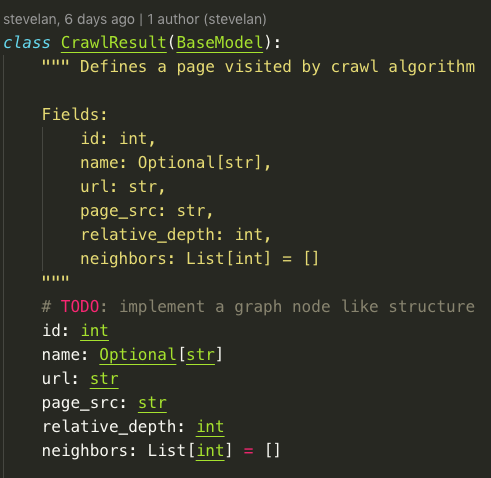 stevelan, 6 days ago | 1 author (stevelan)
class CrawlResult(BaseModel):
    """ Defines a page visited by crawl algorithm
    Fields:
        id: int,
        name: Optional[str],
        url: str,
        page_src: str,
        relative_depth: int,
        neighbors: List[int] = []
    """
    # TODO: implement a graph node like structure
    id: int
    name: Optional[str]
    url: str
    page_src: str
    relative_depth: int
    neighbors: List[int] = []